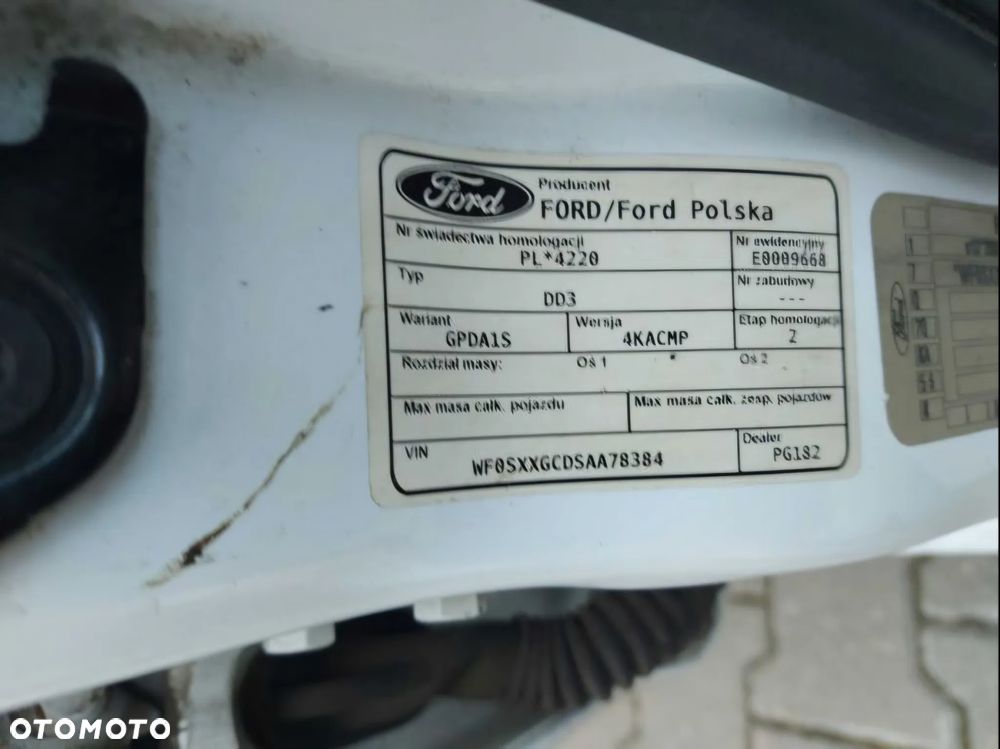 Ford
Producent
FORD/Ford Polska
Nr świadectwa homologacji
PL*4220
Nr ewidencyjny
E0009668
Typ
DD3
Nr zabudowy
---
Wariant
GPDA1S
Wersja
4KACMP
Etap homologacji
2
Rozdział masy: Oś 1 Oś 2
Max masa całk. pojazdu
Max masa całk. zesp. pojazdów
VIN
WF0SXXGCDSAA78384
Dealer
PG182
Ford
OTOMOTO